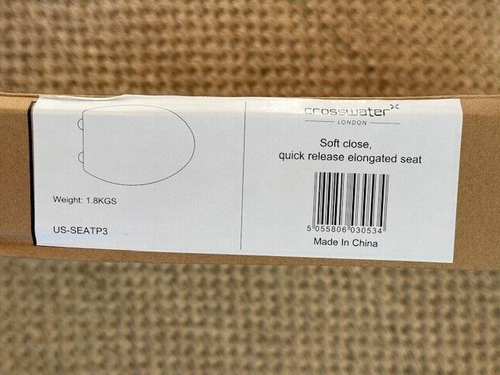 Weight: 1.8KGS
US-SEATP3
crosswater
LONDON
Soft close,
quick release elongated seat
5 055806 030534
Made In China